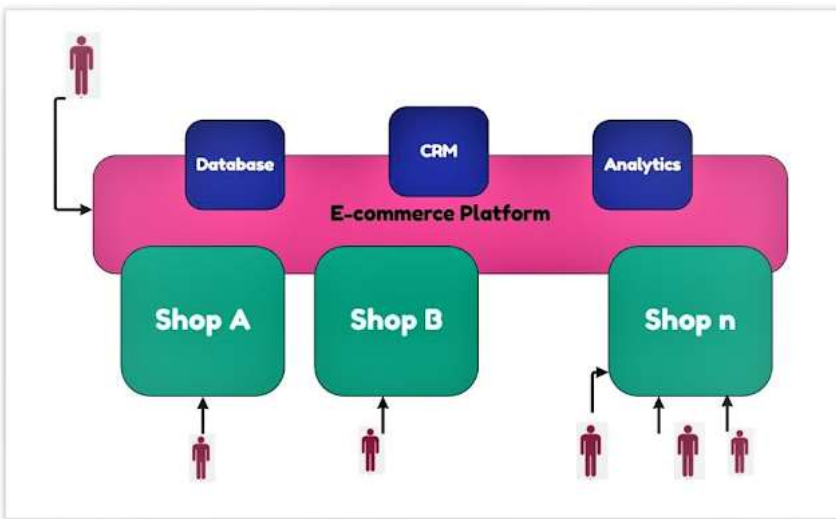 Database
CRM
Analytics
E-commerce Platform
Shop A
Shop B
Shop n